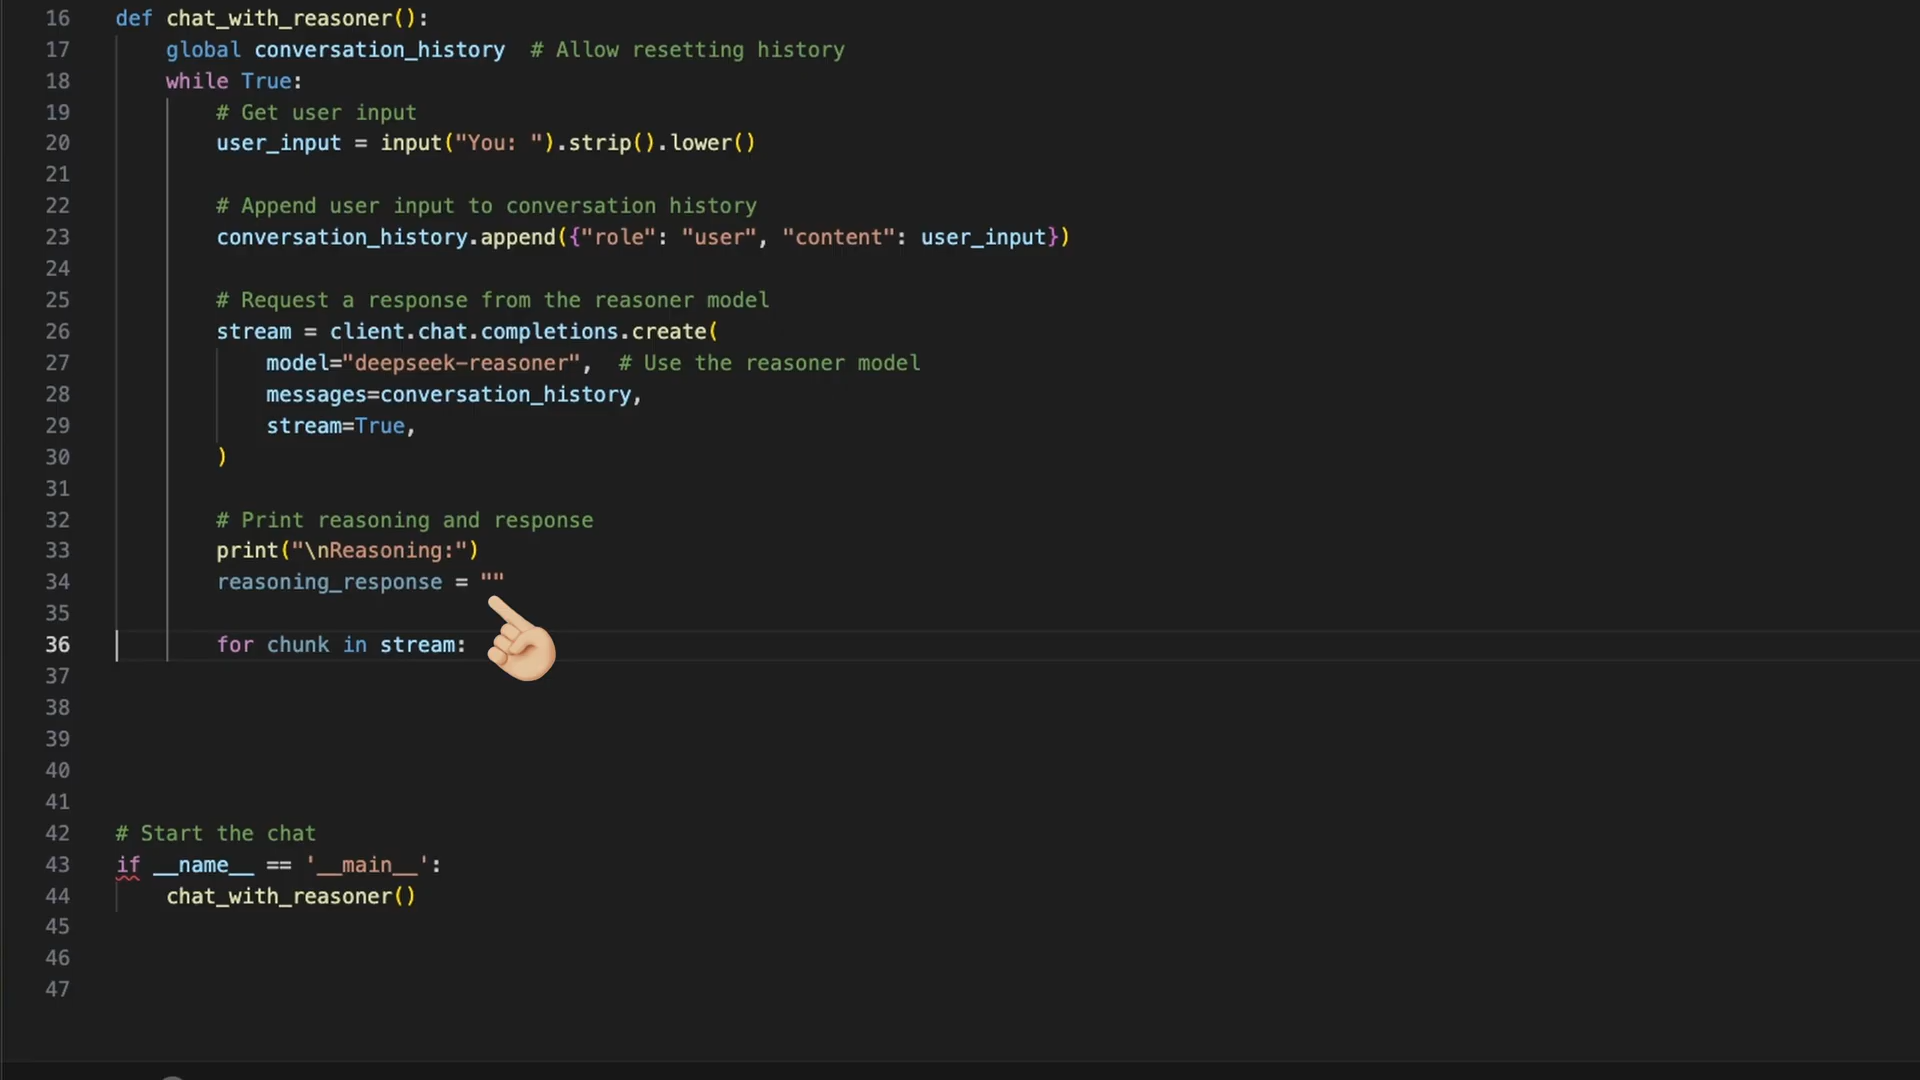 16 def chat_with_reasoner():
17 global conversation_history # Allow resetting history
18 while True:
19 # Get user input
20 user_input = input("You: ").strip().lower()
21
22 # Append user input to conversation history
23 conversation_history.append({"role": "user", "content": user_input})
24
25 # Request a response from the reasoner model
26 stream = client.chat.completions.create(
27 model="deepseek-reasoner", # Use the reasoner model
28 messages=conversation_history,
29 stream=True,
30 )
31
32 # Print reasoning and response
33 print("\nReasoning:")
34 reasoning_response = ""
35
36 for chunk in stream:
37
38
39
40
41
42 # Start the chat
43 if __name__ == '__main__':
44 chat_with_reasoner()
45
46
47